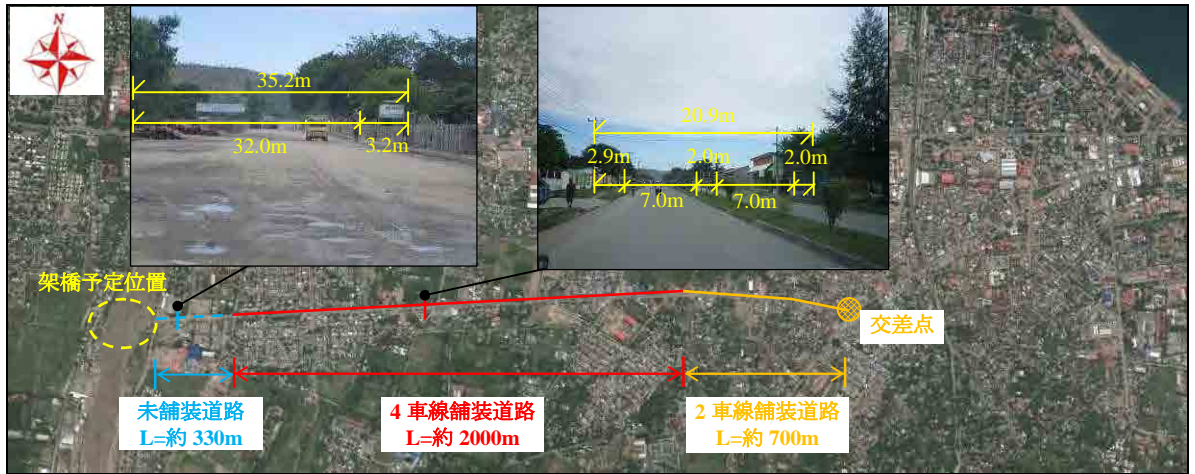 N
35.2m
32.0m
3.2m
20.9m
2.9m
2.0m
2.0m
7.0m
7.0m
架橋予定位置
交差点
未舗装道路
L=約 330m
4 車線舗装道路
L=約 2000m
2 車線舗装道路
L=約 700m